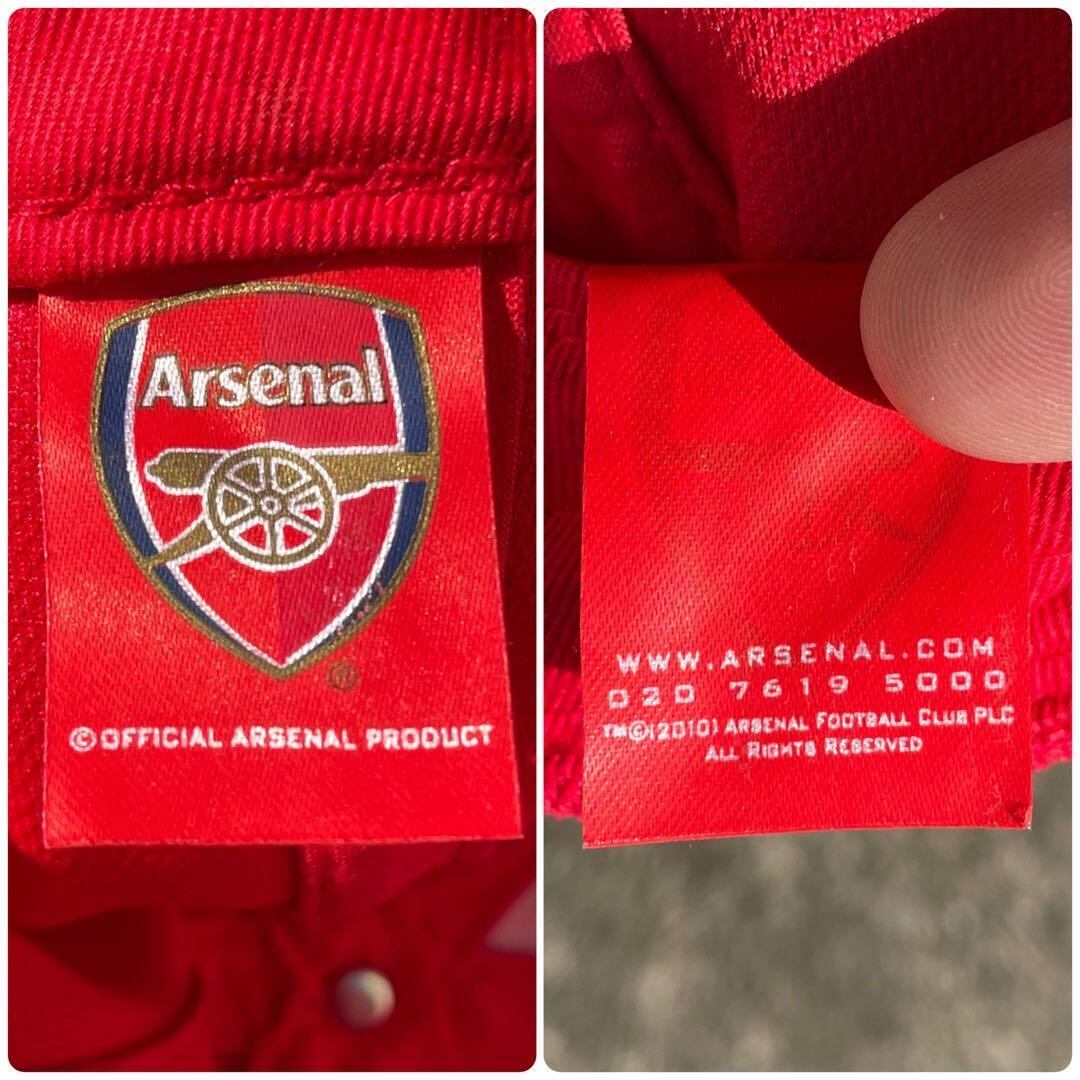 Arsenal
®
© OFFICIAL ARSENAL PRODUCT
WWW.ARSENAL.COM
020 7619 5000
TM©(2010) ARSENAL FOOTBALL CLUB PLC
ALL RIGHTS RESERVED